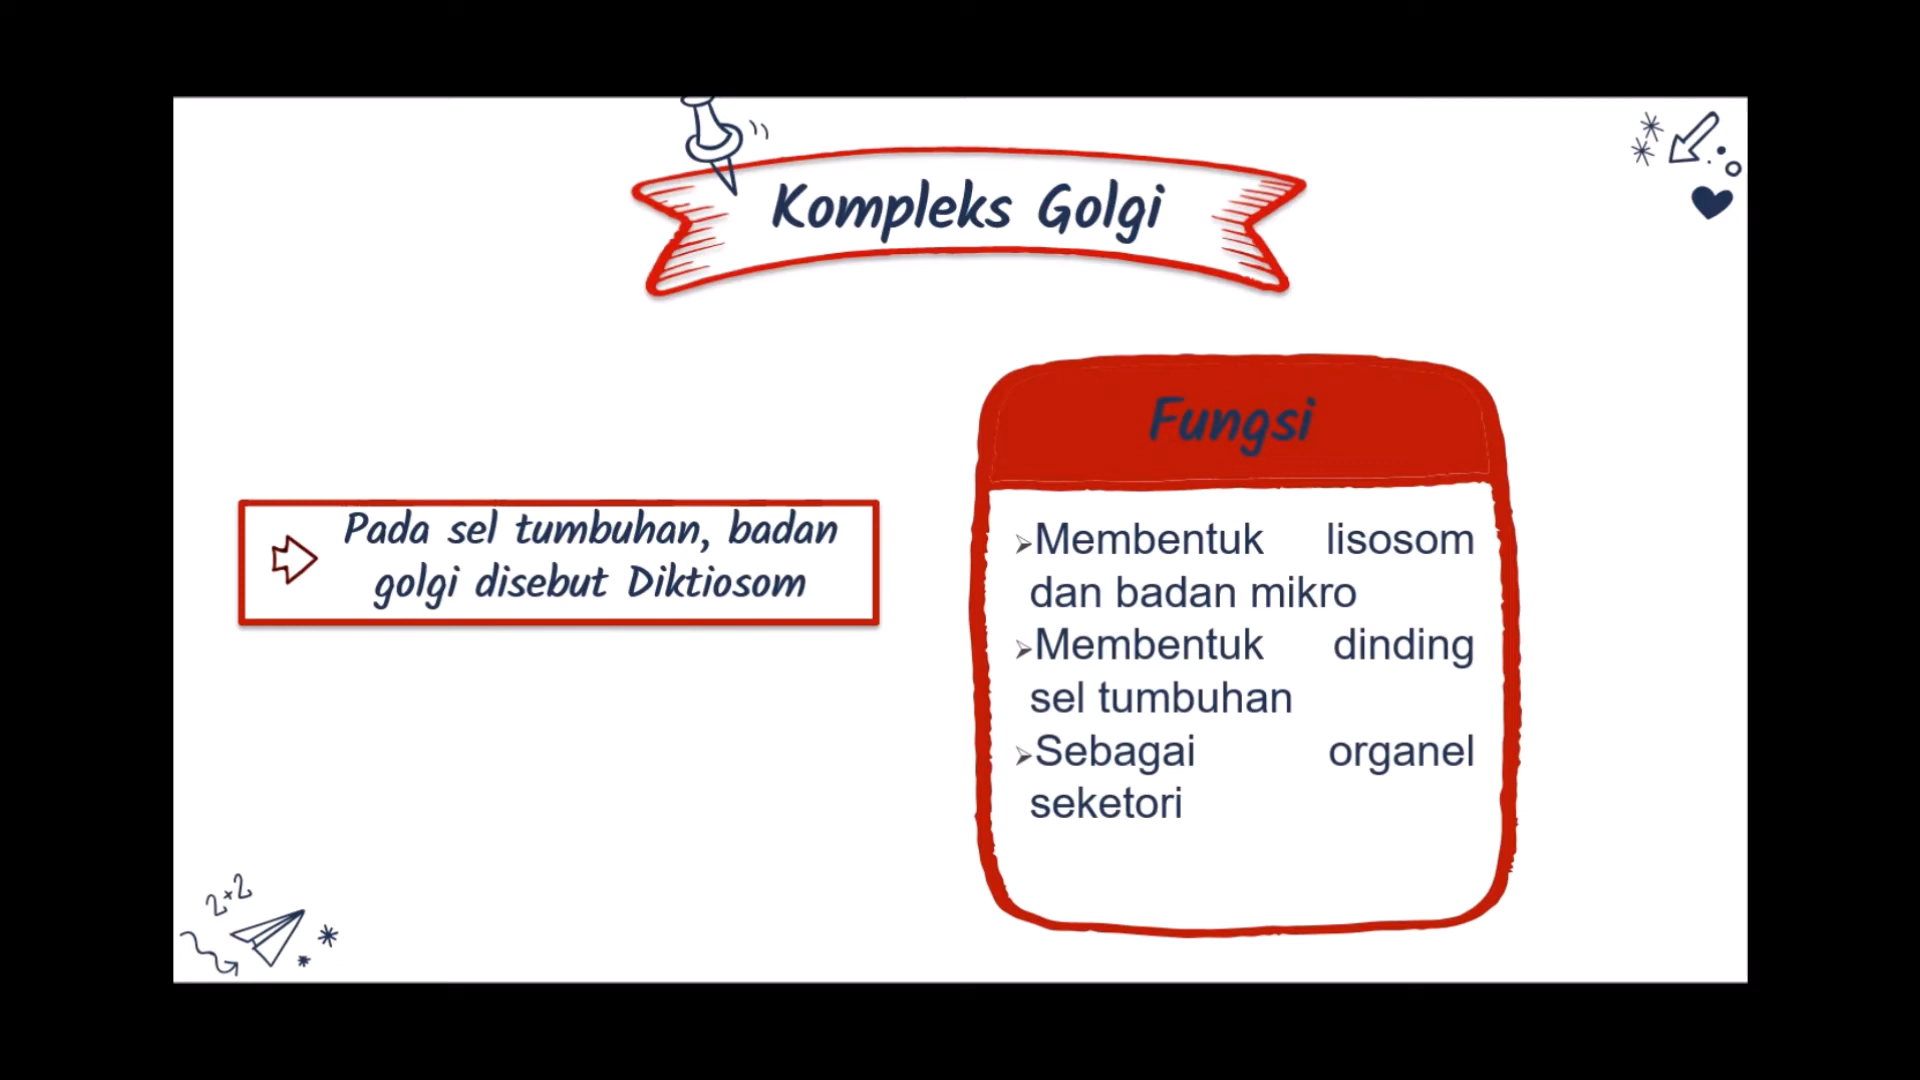 Kompleks Golgi
Pada sel tumbuhan, badan
golgi disebut Diktiosom
Fungsi
➢Membentuk lisosom
dan badan mikro
➢Membentuk dinding
sel tumbuhan
➢Sebagai organel
seketori
2×2